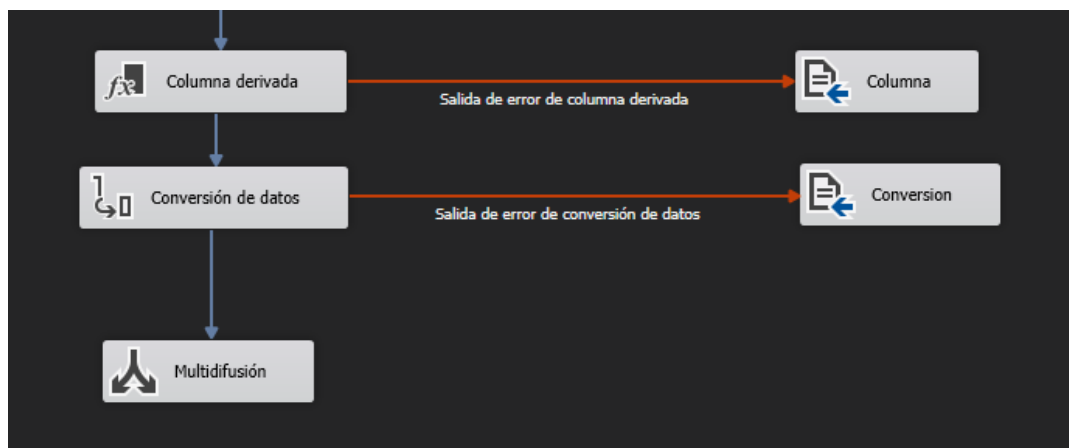 Columna derivada
Salida de error de columna derivada
Columna
Conversión de datos
Salida de error de conversión de datos
Conversion
Multidifusión